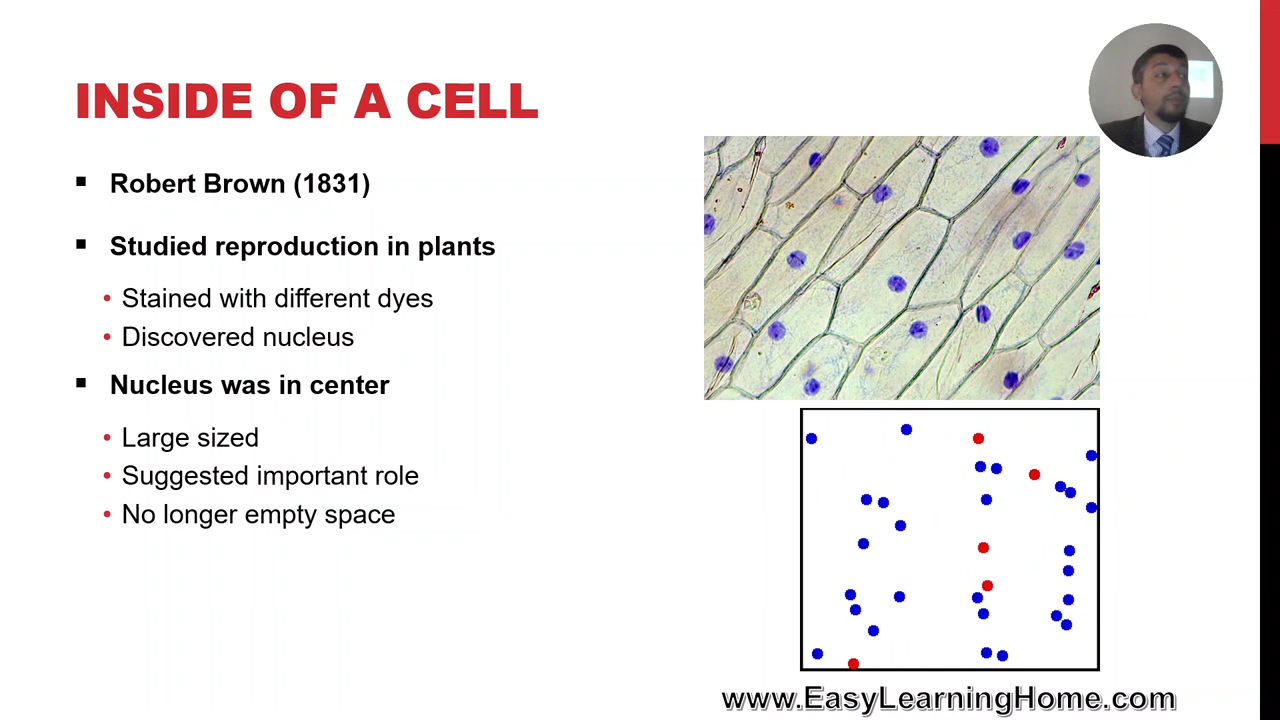 INSIDE OF A CELL
Robert Brown (1831)
Studied reproduction in plants
Stained with different dyes
Discovered nucleus
Nucleus was in center
Large sized
Suggested important role
No longer empty space
www.EasyLearningHome.com